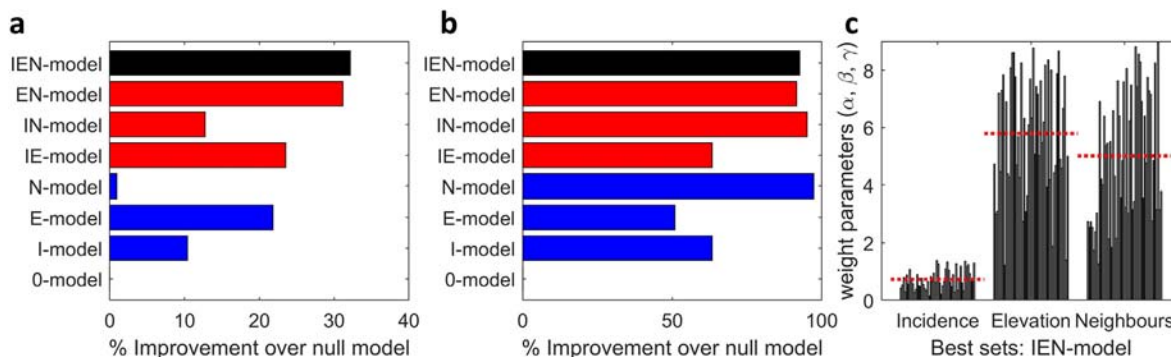 a
IEN-model
EN-model
IN-model
IE-model
N-model
E-model
I-model
0-model
0 10 20 30 40
% Improvement over null model
b
IEN-model
EN-model
IN-model
IE-model
N-model
E-model
I-model
0-model
0 50 100
% Improvement over null model
c
weight parameters (α, β, γ)
8
6
4
2
0
Incidence Elevation Neighbours
Best sets: IEN-model